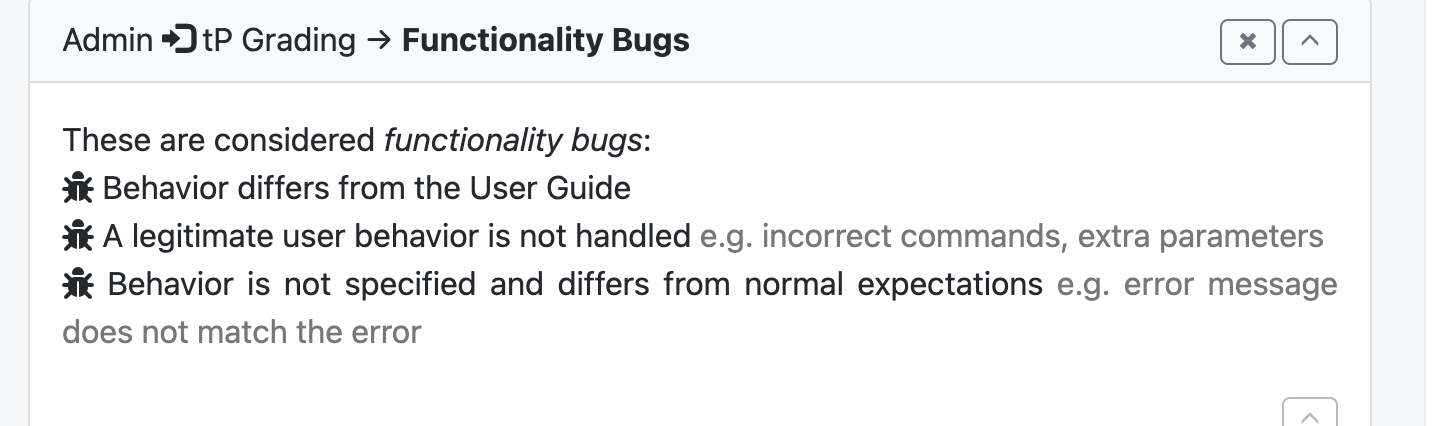 Admin tP Grading → Functionality Bugs
These are considered functionality bugs:
Behavior differs from the User Guide
A legitimate user behavior is not handled e.g. incorrect commands, extra parameters
Behavior is not specified and differs from normal expectations e.g. error message
does not match the error